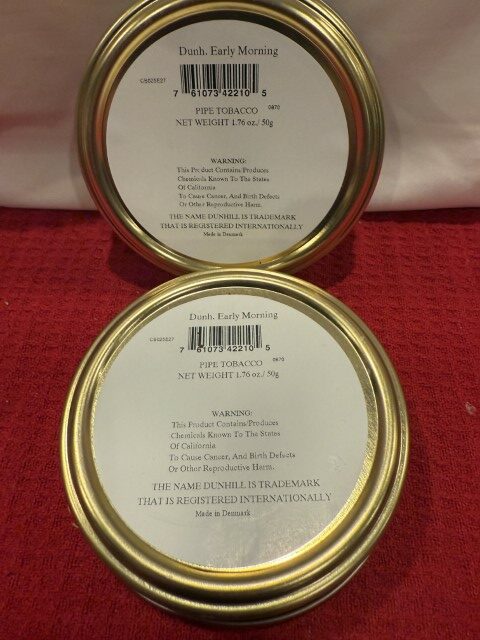 Dunh. Early Morning
CB625E27
7 61073 42210 5
PIPE TOBACCO 0870
NET WEIGHT 1.76 oz./ 50g
WARNING:
This Product Contains/Produces
Chemicals Known To The States
Of California
To Cause Cancer, And Birth Defects
Or Other Reproductive Harm.
THE NAME DUNHILL IS TRADEMARK
THAT IS REGISTERED INTERNATIONALLY
Made in Denmark
Dunh. Early Morning
CB625E27
7 61073 42210 5
PIPE TOBACCO 0870
NET WEIGHT 1.76 oz./ 50g
WARNING:
This Product Contains/Produces
Chemicals Known To The States
Of California
To Cause Cancer, And Birth Defects
Or Other Reproductive Harm.
THE NAME DUNHILL IS TRADEMARK
THAT IS REGISTERED INTERNATIONALLY
Made in Denmark